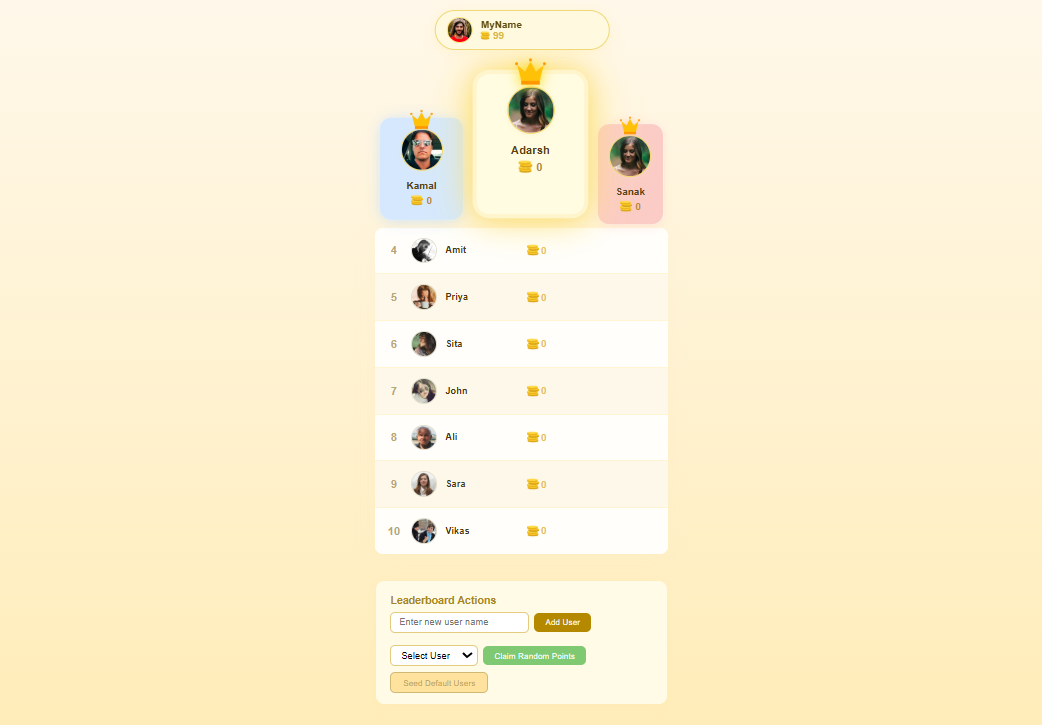 MyName
99
Adarsh
0
Kamal
0
Sanak
0
4 Amit 0
5 Priya 0
6 Sita 0
7 John 0
8 Ali 0
9 Sara 0
10 Vikas 0
Leaderboard Actions
Enter new user name Add User
Select User Claim Random Points
Seed Default Users